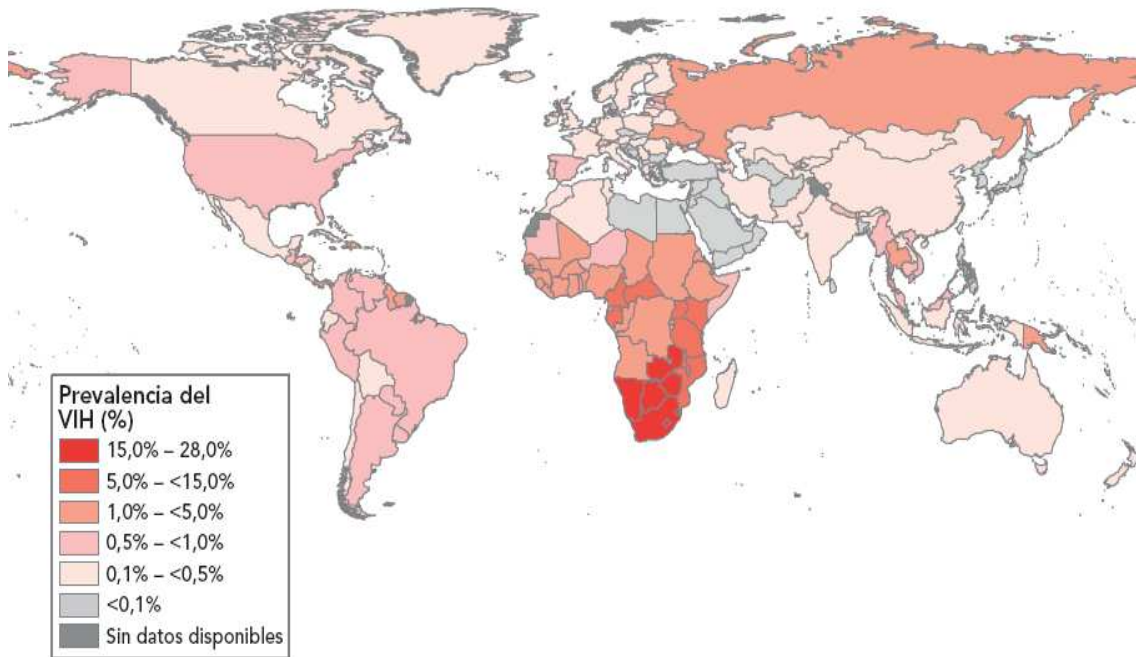 Prevalencia del
VIH (%)
15,0% – 28,0%
5,0% – <15,0%
1,0% – <5,0%
0,5% – <1,0%
0,1% – <0,5%
<0,1%
Sin datos disponibles